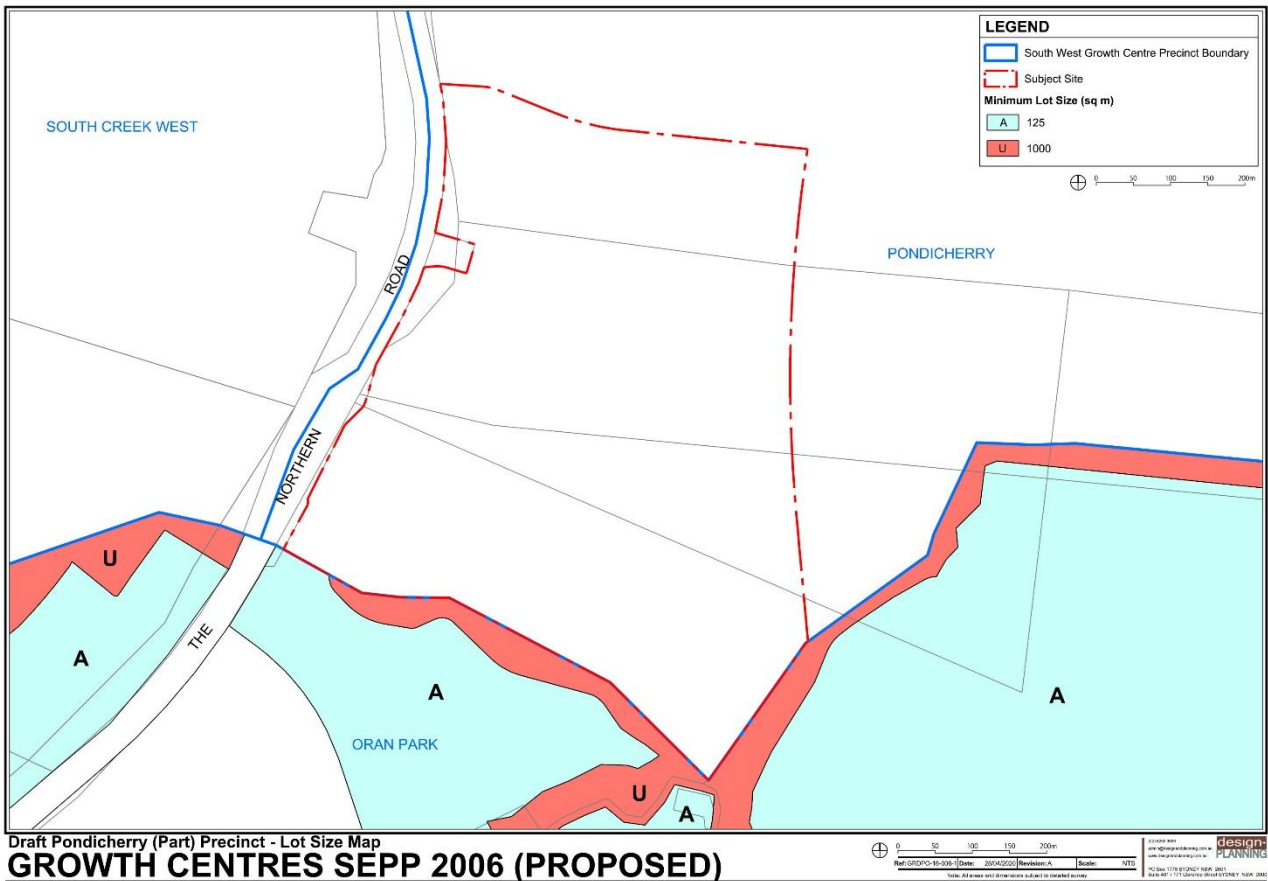 LEGEND
South West Growth Centre Precinct Boundary
Subject Site
Minimum Lot Size (sq m)
A 125
U 1000
0 50 100 150 200m
SOUTH CREEK WEST
PONDICHERRY
ROAD
NORTHERN
THE
U
A
A
A
ORAN PARK
U
A
Draft Pondicherry (Part) Precinct - Lot Size Map
GROWTH CENTRES SEPP 2006 (PROPOSED)
0 50 100 150 200m
Date: 28/04/2020 Revision: A Scale: NTS
Note: All areas and dimensions subject to detailed survey
design+
PLANNING